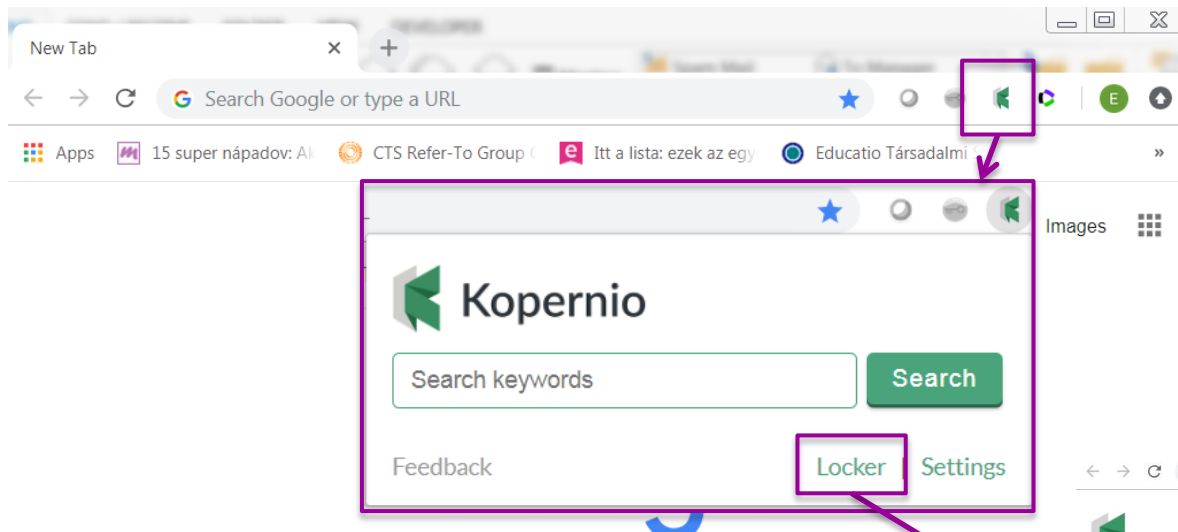 New Tab
Search Google or type a URL
E
Apps
15 super nápadov: Ak
CTS Refer-To Group
Itt a lista: ezek az egy
Educatio Társadalmi
»
Images
Kopernio
Search keywords
Search
Feedback
Locker | Settings